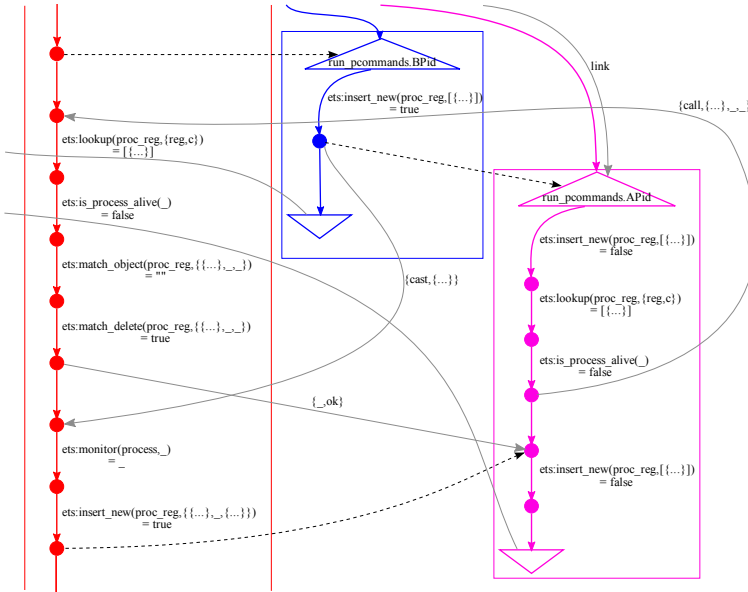 run_pcommands.BPid
link
ets:insert_new(proc_reg,[{...}])
= true
{call,{...},_,_}
ets:lookup(proc_reg,{reg,c})
= [{...}]
ets:is_process_alive(_)
= false
run_pcommands.APid
ets:insert_new(proc_reg,[{...}])
= false
ets:match_object(proc_reg,{{...},_,_})
= ""
{cast,{...}}
ets:lookup(proc_reg,{reg,c})
= [{...}]
ets:match_delete(proc_reg,{{...},_,_})
= true
ets:is_process_alive(_)
= false
{_,ok}
ets:monitor(process,_)
= _
ets:insert_new(proc_reg,[{...}])
= false
ets:insert_new(proc_reg,{{...},_,{...}})
= true